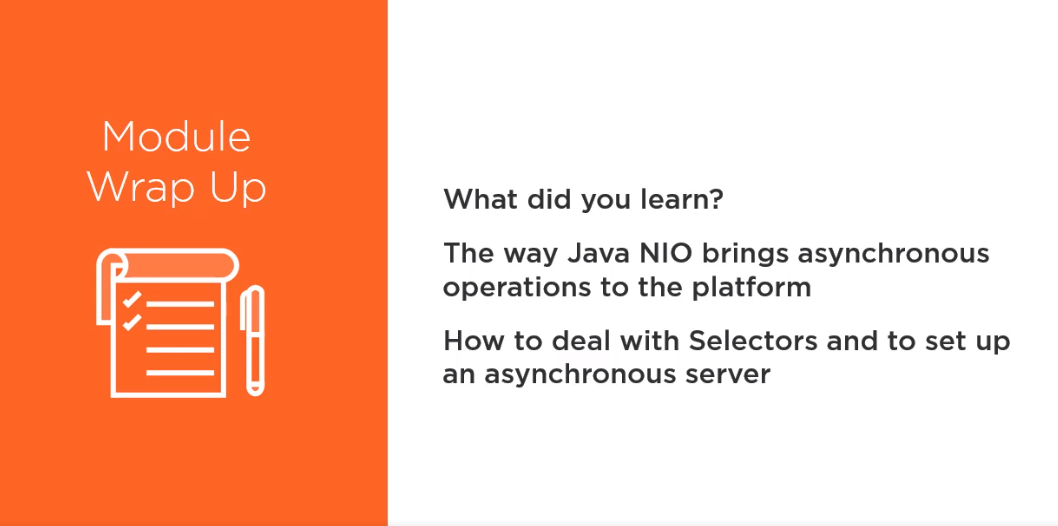 Module
Wrap Up
What did you learn?
The way Java NIO brings asynchronous
operations to the platform
How to deal with Selectors and to set up
an asynchronous server